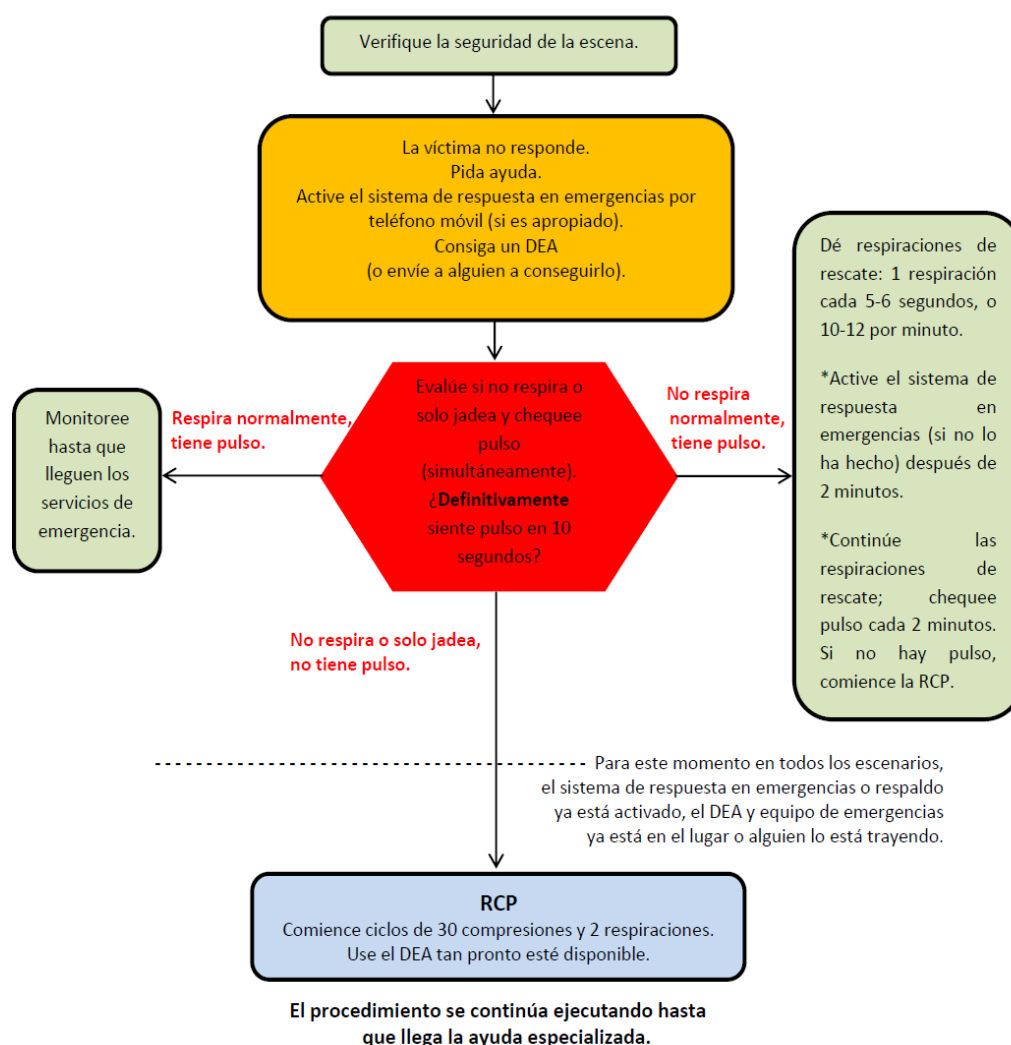 Verifique la seguridad de la escena.
La víctima no responde.
Pida ayuda.
Active el sistema de respuesta en emergencias por
teléfono móvil (si es apropiado).
Consiga un DEA
(o envíe a alguien a conseguirlo).
Evalúe si no respira o
solo jadea y chequee
pulso
(simultáneamente).
¿Definitivamente
siente pulso en 10
segundos?
Respira normalmente,
tiene pulso.
Monitoree
hasta que
lleguen los
servicios de
emergencia.
No respira
normalmente,
tiene pulso.
Dé respiraciones de
rescate: 1 respiración
cada 5-6 segundos, o
10-12 por minuto.
*Active el sistema de
respuesta en
emergencias (si no lo
ha hecho) después de
2 minutos.
*Continúe las
respiraciones de
rescate; chequee
pulso cada 2 minutos.
Si no hay pulso,
comience la RCP.
No respira o solo jadea,
no tiene pulso.
Para este momento en todos los escenarios,
el sistema de respuesta en emergencias o respaldo
ya está activado, el DEA y equipo de emergencias
ya está en el lugar o alguien lo está trayendo.
RCP
Comience ciclos de 30 compresiones y 2 respiraciones.
Use el DEA tan pronto esté disponible.
El procedimiento se continúa ejecutando hasta
que llega la ayuda especializada.